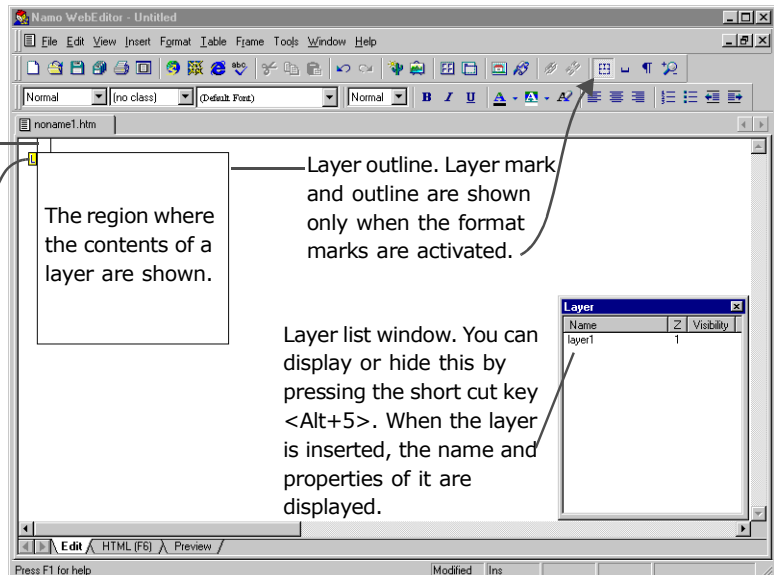 Namo WebEditor - Untitled
File Edit View Insert Format Table Frame Tools Window Help
abc
Normal (no class) (Default Font) Normal B I U A A A
noname1.htm
L
Layer outline. Layer mark
and outline are shown
only when the format
marks are activated.
The region where
the contents of a
layer are shown.
Layer
Name Z Visibility
layer1 1
Layer list window. You can
display or hide this by
pressing the short cut key
<Alt+5>. When the layer
is inserted, the name and
properties of it are
displayed.
Edit HTML (F6) Preview
Press F1 for help Modified Ins